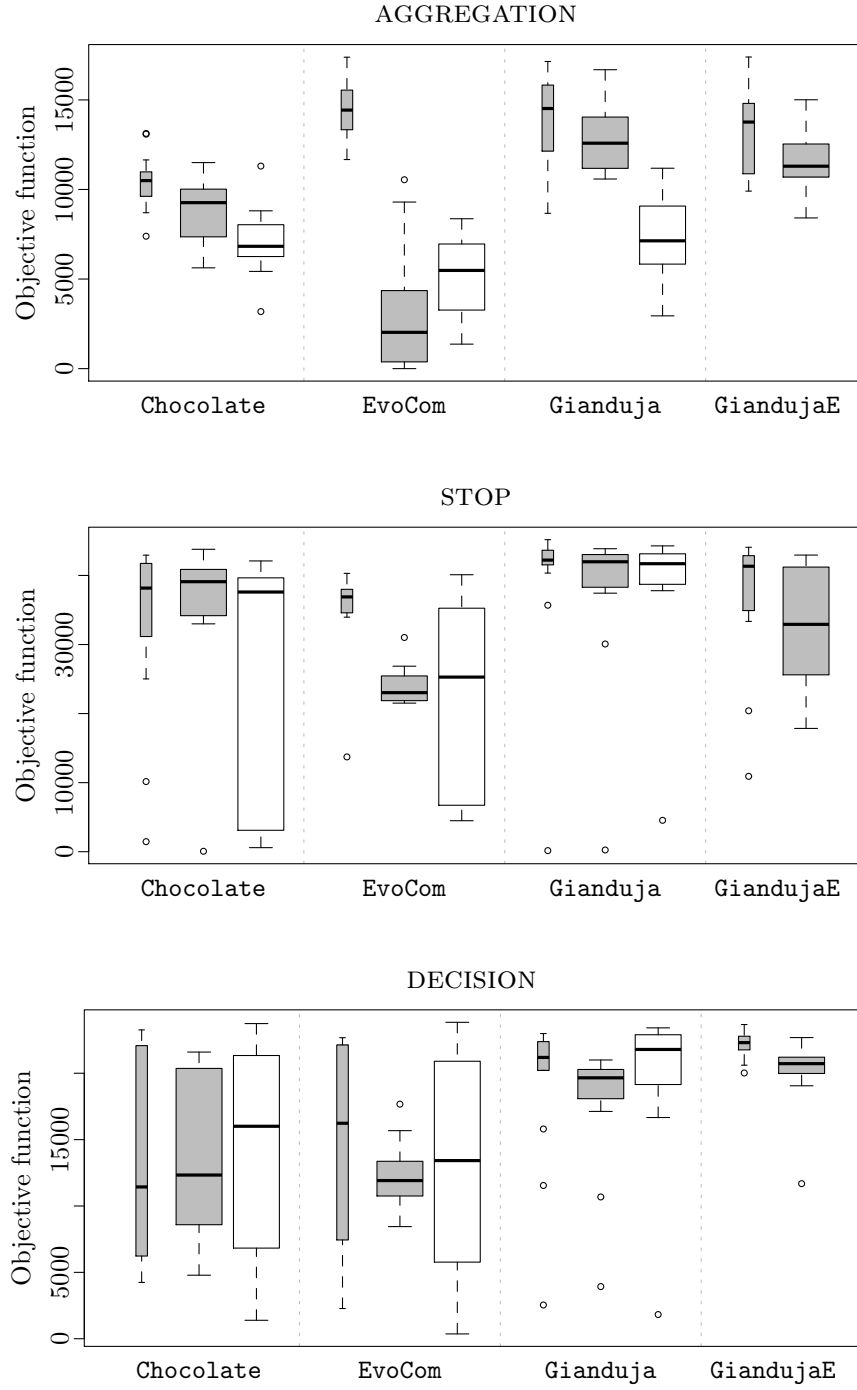 AGGREGATION
Objective function
15000
10000
5000
0
Chocolate EvoCom Gianduja GiandujaE
STOP
Objective function
30000
10000
0
Chocolate EvoCom Gianduja GiandujaE
DECISION
Objective function
15000
5000
0
Chocolate EvoCom Gianduja GiandujaE